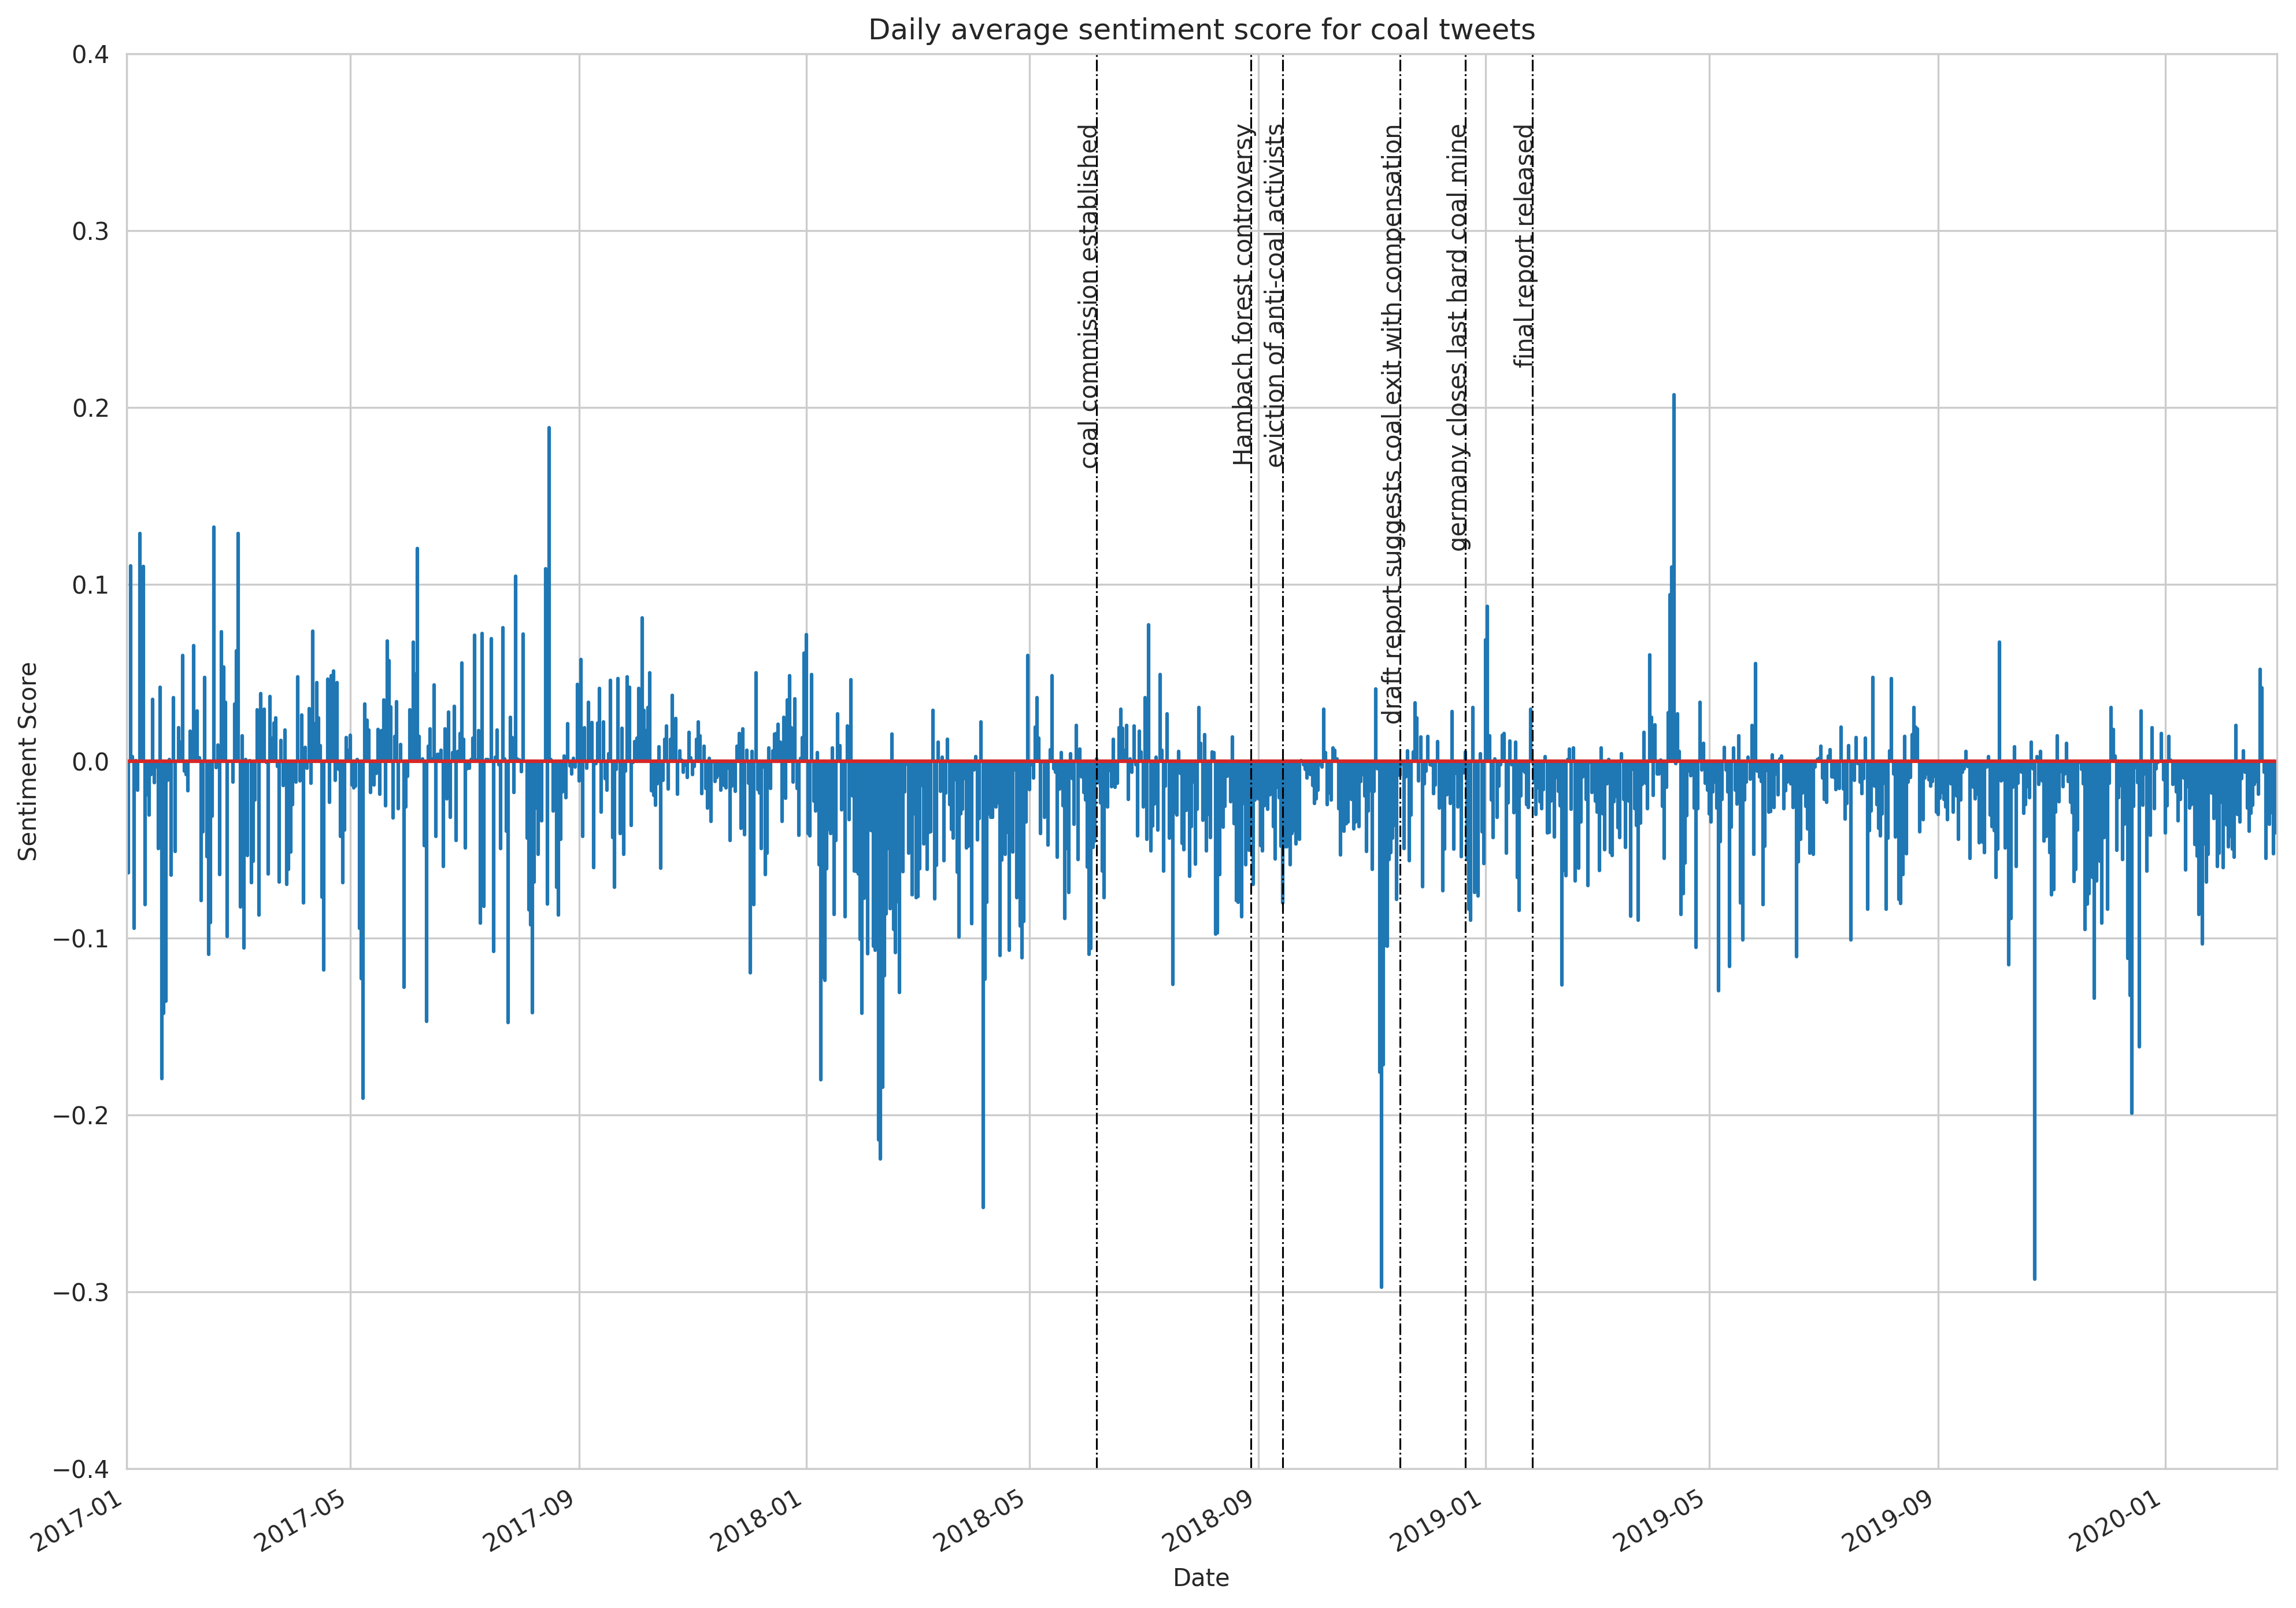 Daily average sentiment score for coal tweets
Sentiment Score
0.4
0.3
0.2
0.1
0.0
−0.1
−0.2
−0.3
−0.4
coal commission established
Hambach forest controversy
eviction of anti-coal activists
draft report suggests coal exit with compensation
germany closes last hard coal mine
final report released
2017-01
2017-05
2017-09
2018-01
2018-05
2018-09
2019-01
2019-05
2019-09
2020-01
Date